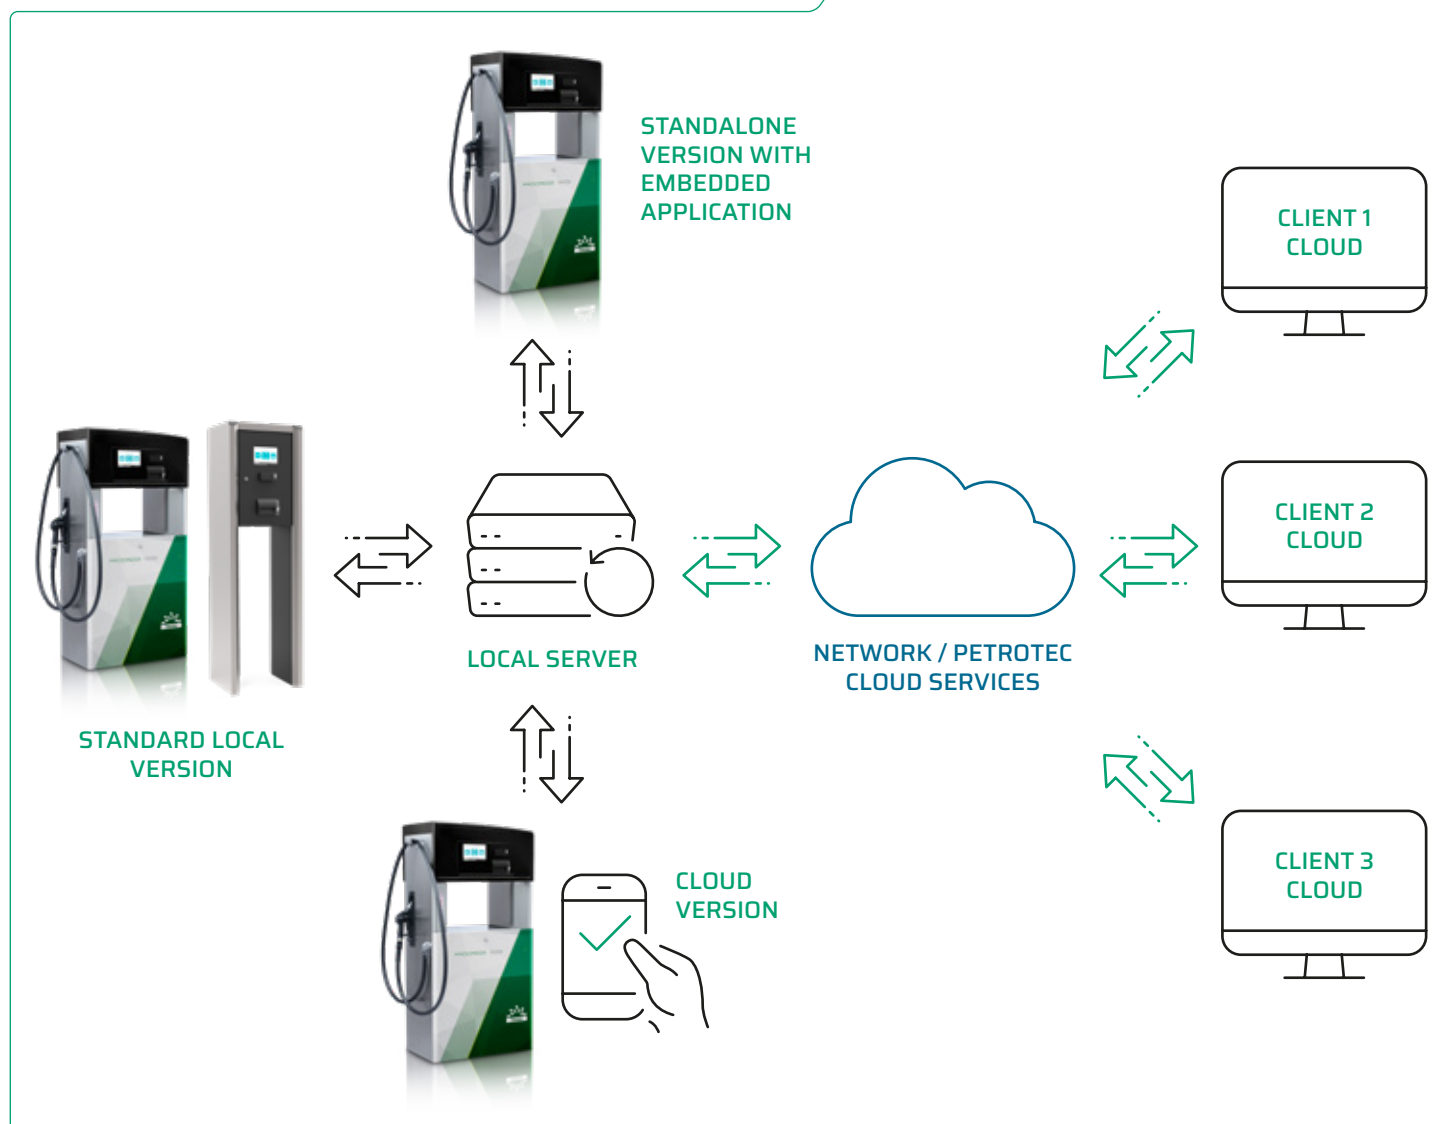 STANDALONE
VERSION WITH
EMBEDDED
APPLICATION
CLIENT 1
CLOUD
CLIENT 2
CLOUD
LOCAL SERVER
NETWORK / PETROTEC
CLOUD SERVICES
STANDARD LOCAL
VERSION
CLOUD
VERSION
CLIENT 3
CLOUD